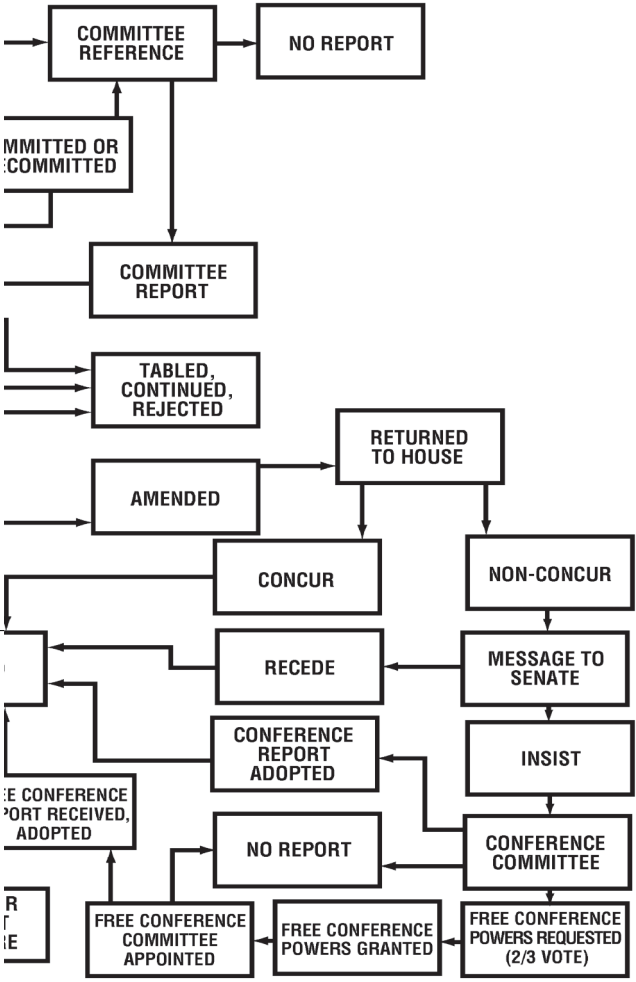 COMMITTEE
REFERENCE
NO REPORT
MMITTED OR
ECOMMITTED
COMMITTEE
REPORT
TABLED,
CONTINUED,
REJECTED
RETURNED
TO HOUSE
AMENDED
CONCUR
NON-CONCUR
RECEDE
MESSAGE TO
SENATE
CONFERENCE
REPORT
ADOPTED
INSIST
EE CONFERENCE
PORT RECEIVED,
ADOPTED
NO REPORT
CONFERENCE
COMMITTEE
R
T
RE
FREE CONFERENCE
COMMITTEE
APPOINTED
FREE CONFERENCE
POWERS GRANTED
FREE CONFERENCE
POWERS REQUESTED
(2/3 VOTE)